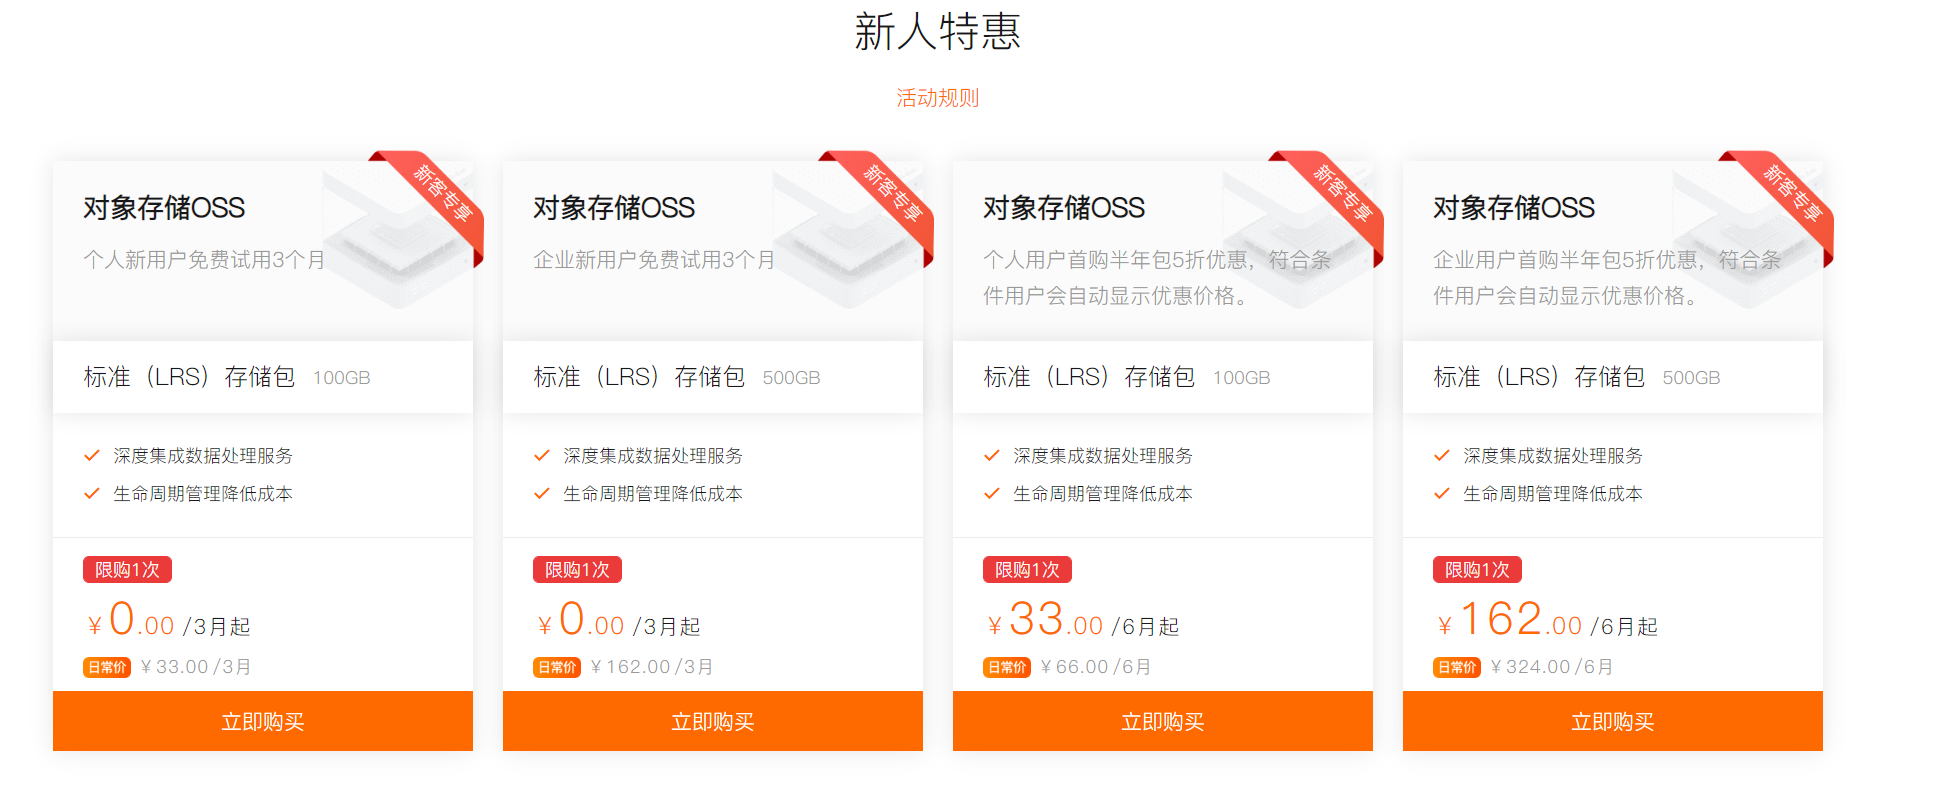 新人特惠
活动规则
新客专享
对象存储OSS
个人新用户免费试用3个月
标准（LRS）存储包 100GB
深度集成数据处理服务
生命周期管理降低成本
限购1次
¥0.00 /3月起
日常价 ¥33.00 /3月
立即购买
新客专享
对象存储OSS
企业新用户免费试用3个月
标准（LRS）存储包 500GB
深度集成数据处理服务
生命周期管理降低成本
限购1次
¥0.00 /3月起
日常价 ¥162.00 /3月
立即购买
新客专享
对象存储OSS
个人用户首购半年包5折优惠，符合条
件用户会自动显示优惠价格。
标准（LRS）存储包 100GB
深度集成数据处理服务
生命周期管理降低成本
限购1次
¥33.00 /6月起
日常价 ¥66.00 /6月
立即购买
新客专享
对象存储OSS
企业用户首购半年包5折优惠，符合条
件用户会自动显示优惠价格。
标准（LRS）存储包 500GB
深度集成数据处理服务
生命周期管理降低成本
限购1次
¥162.00 /6月起
日常价 ¥324.00 /6月
立即购买